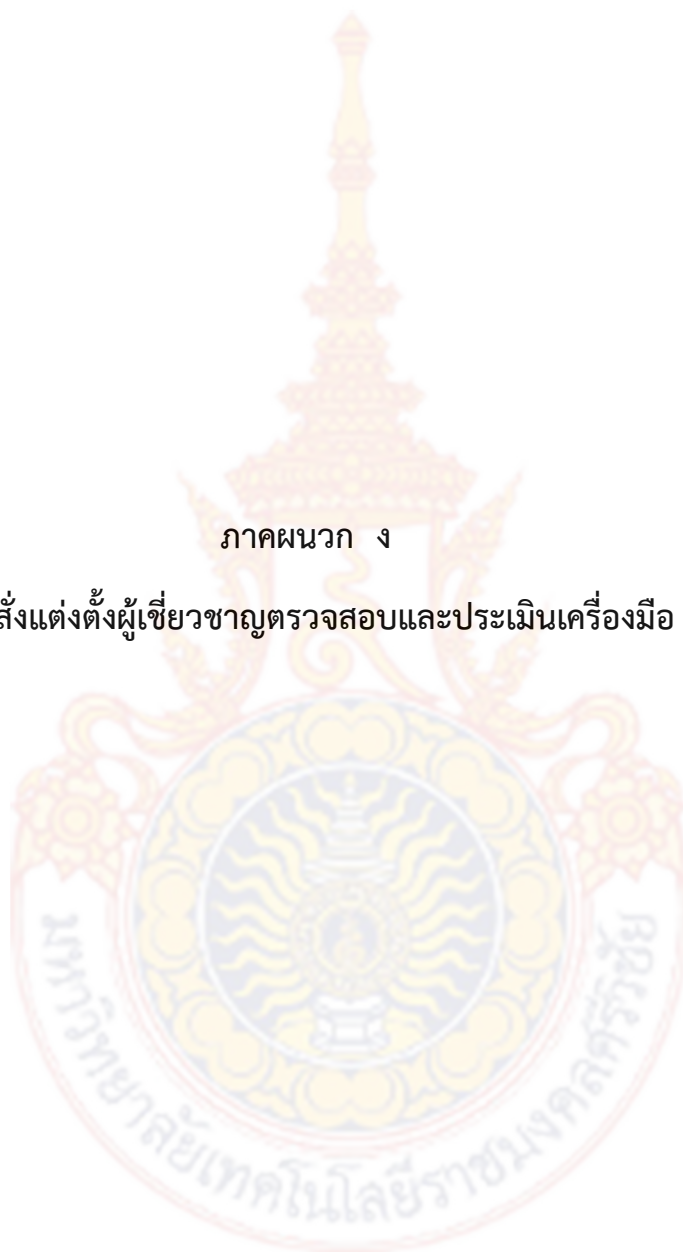 ภาคผนวก ง
สั่งแต่งตั้งผู้เชี่ยวชาญตรวจสอบและประเมินเครื่องมือ
มหาวิทยาลัยเทคโนโลยีราชมงคลศรีวิชัย